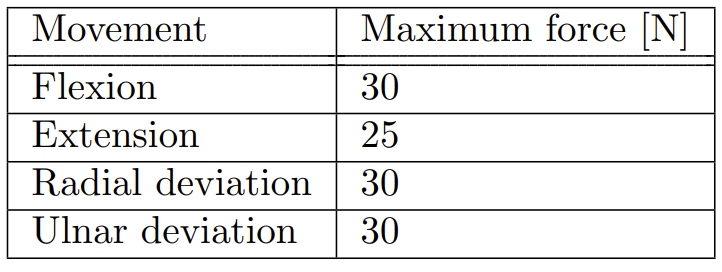 Movement Maximum force [N]
Flexion 30
Extension 25
Radial deviation 30
Ulnar deviation 30